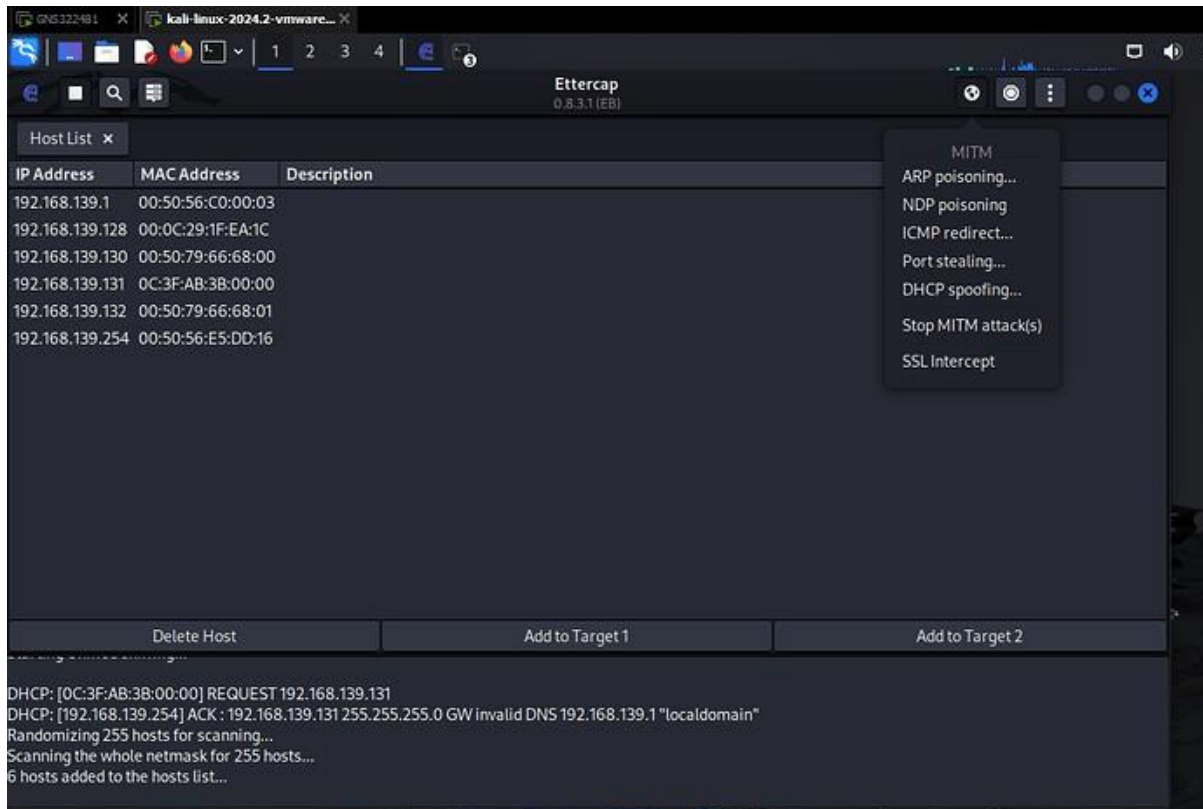 GNS322481 kali-linux-2024.2-vmware...
1 2 3 4 3
Ettercap
0.8.3.1 (EB)
Host List
MITM
ARP poisoning...
NDP poisoning
ICMP redirect...
Port stealing...
DHCP spoofing...
Stop MITM attack(s)
SSL Intercept
IP Address MAC Address Description
192.168.139.1 00:50:56:C0:00:03
192.168.139.128 00:0C:29:1F:EA:1C
192.168.139.130 00:50:79:66:68:00
192.168.139.131 0C:3F:AB:3B:00:00
192.168.139.132 00:50:79:66:68:01
192.168.139.254 00:50:56:E5:DD:16
Delete Host Add to Target 1 Add to Target 2
DHCP: [0C:3F:AB:3B:00:00] REQUEST 192.168.139.131
DHCP: [192.168.139.254] ACK : 192.168.139.131 255.255.255.0 GW invalid DNS 192.168.139.1 "localdomain"
Randomizing 255 hosts for scanning...
Scanning the whole netmask for 255 hosts...
6 hosts added to the hosts list...